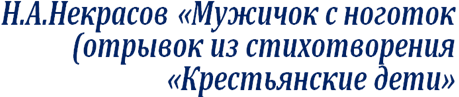 Н.А.Некрасов «Мужичок с ноготок
(отрывок из стихотворения
«Крестьянские дети»